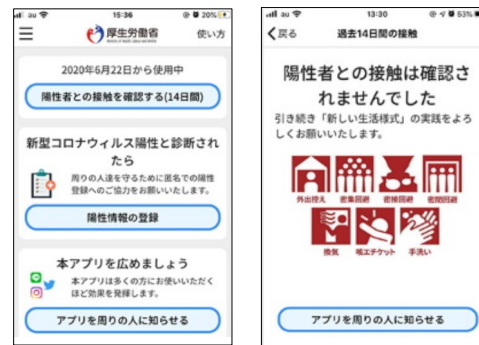 au 15:36 20%
厚生労働省
使い方
2020年6月22日から使用中
陽性者との接触を確認する(14日間)
新型コロナウィルス陽性と診断され
たら
周りの人達を守るために匿名での陽性
登録へのご協力をお願いいたします。
陽性情報の登録
本アプリを広めましょう
本アプリは多くの方にお使いいただく
ほど効果を発揮します。
アプリを周りの人に知らせる
au 13:30 53%
戻る
過去14日間の接触
陽性者との接触は確認さ
れませんでした
引き続き「新しい生活様式」の実践をよろ
しくお願いいたします。
外出控え 密集回避 密接回避 密閉回避
換気 咳エチケット 手洗い
アプリを周りの人に知らせる